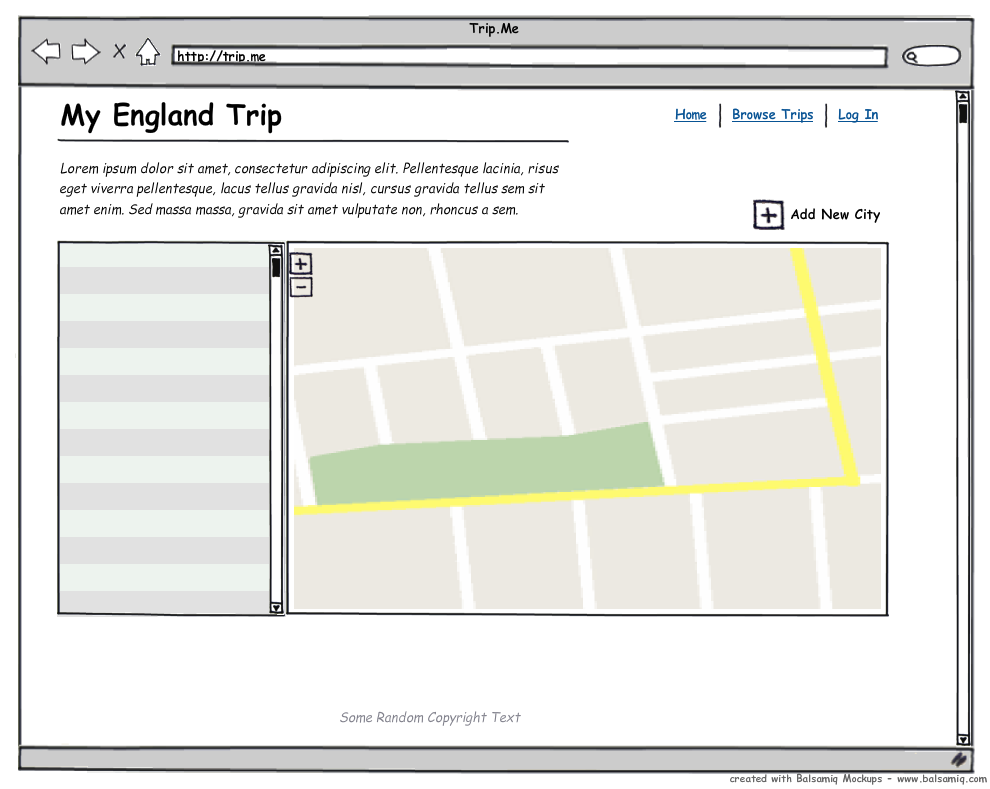 Trip.Me
http://trip.me
My England Trip
Home
Browse Trips
Log In
Lorem ipsum dolor sit amet, consectetur adipiscing elit. Pellentesque lacinia, risus
eget viverra pellentesque, lacus tellus gravida nisl, cursus gravida tellus sem sit
amet enim. Sed massa massa, gravida sit amet vulputate non, rhoncus a sem.
Add New City
Some Random Copyright Text
created with Balsamiq Mockups - www.balsamiq.com